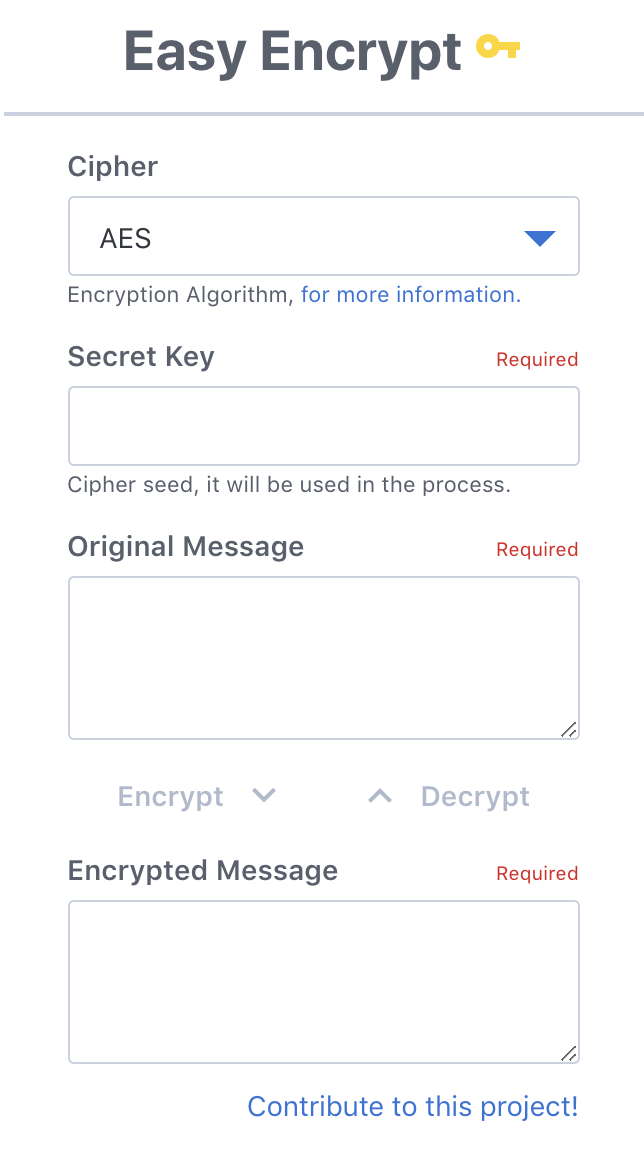 Easy Encrypt
Cipher
AES
Encryption Algorithm, for more information.
Secret Key
Required
Cipher seed, it will be used in the process.
Original Message
Required
Encrypt
Decrypt
Encrypted Message
Required
Contribute to this project!